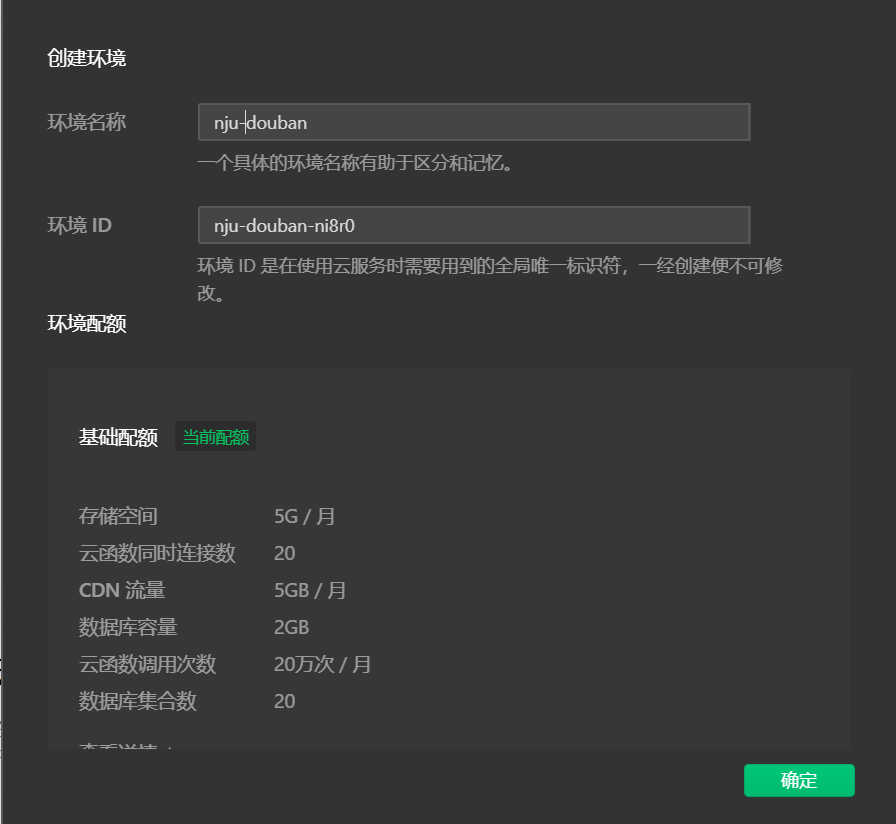 创建环境
环境名称
nju-douban
一个具体的环境名称有助于区分和记忆。
环境 ID
nju-douban-ni8r0
环境 ID 是在使用云服务时需要用到的全局唯一标识符，一经创建便不可修
改。
环境配额
基础配额 当前配额
存储空间 5G / 月
云函数同时连接数 20
CDN 流量 5GB / 月
数据库容量 2GB
云函数调用次数 20万次 / 月
数据库集合数 20
确定